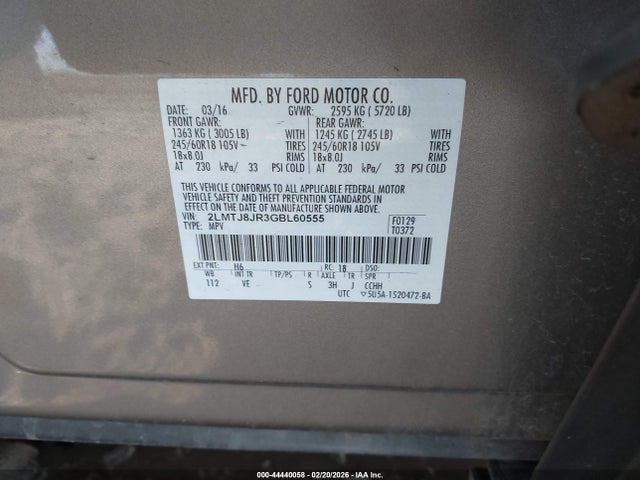 MFD. BY FORD MOTOR CO.
DATE: 03/16 GVWR: 2595 KG ( 5720 LB)
FRONT GAWR: REAR GAWR:
1363 KG ( 3005 LB) WITH 1245 KG ( 2745 LB) WITH
245/60R18 105V TIRES 245/60R18 105V TIRES
18x8.0J RIMS 18x8.0J RIMS
AT 230 kPa/ 33 PSI COLD AT 230 kPa/ 33 PSI COLD
THIS VEHICLE CONFORMS TO ALL APPLICABLE FEDERAL MOTOR
VEHICLE SAFETY AND THEFT PREVENTION STANDARDS IN
EFFECT ON THE DATE OF MANUFACTURE SHOWN ABOVE.
VIN: 2LMTJ8JR3GBL60555 F0129
TYPE: MPV T0372
EXT PNT: H6 RC: 18 DSO:
WB INT TR TP/PS R AXLE TR SPR
112 VE S 3H J CCHH
UTC ▽5U5A-1520472-BA
000-44440058 - 02/20/2026 - IAAI.com